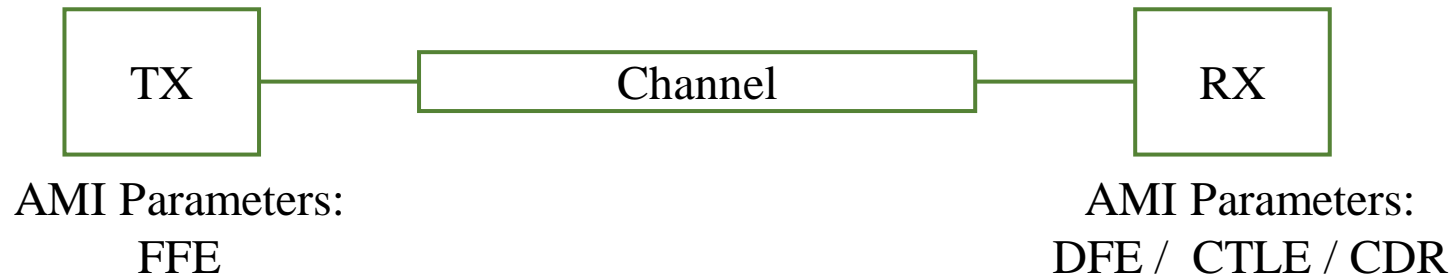 TX
Channel
RX
AMI Parameters:
FFE
AMI Parameters:
DFE / CTLE / CDR